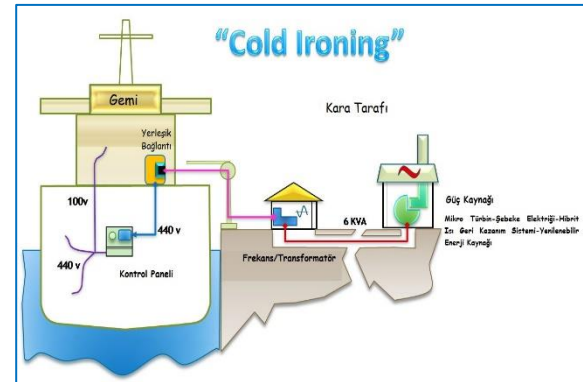 “Cold Ironing”
Gemi
Kara Tarafı
Yerleşik
Bağlantı
100v
440 v
440 v
Kontrol Paneli
Frekans/Transformatör
6 KVA
Güç Kaynağı
Mikro Türbin-Şebeke Elektriği-Hibrit
Isı Geri Kazanım Sistemi-Yenilenebilir
Enerji Kaynağı